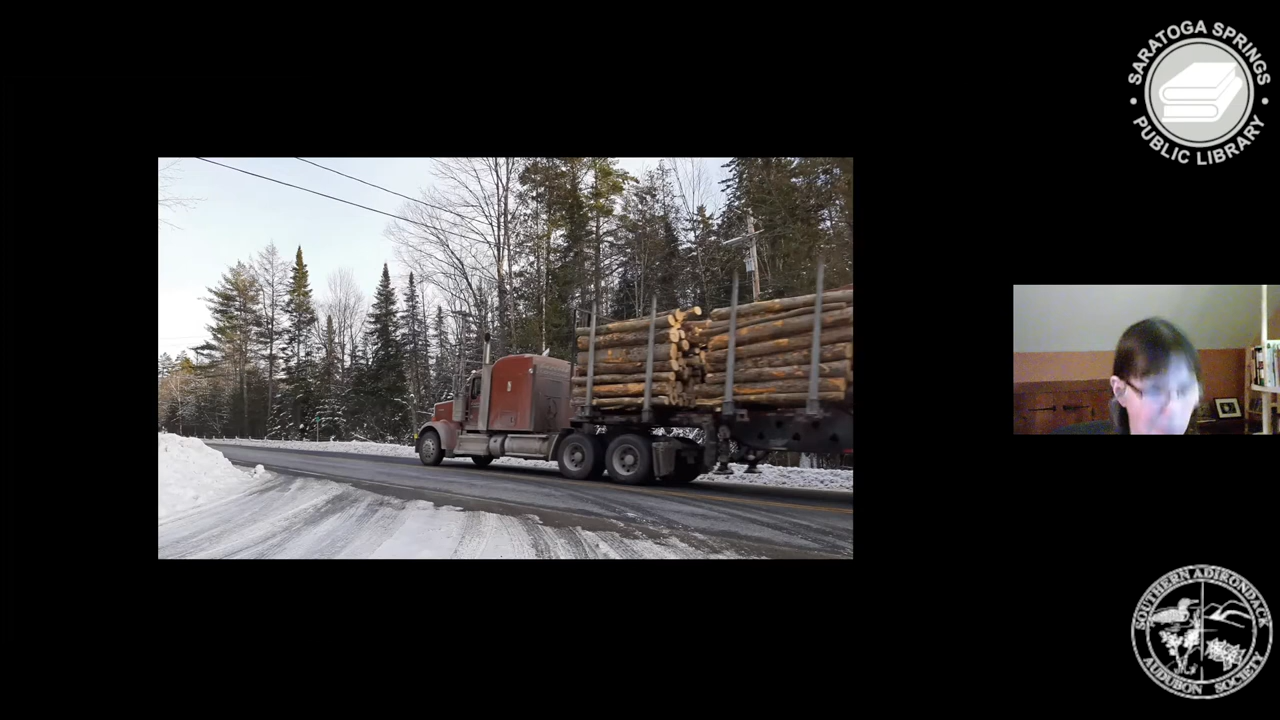 SARATOGA SPRINGS
PUBLIC LIBRARY
SOUTHERN ADIRONDACK
AUDUBON SOCIETY